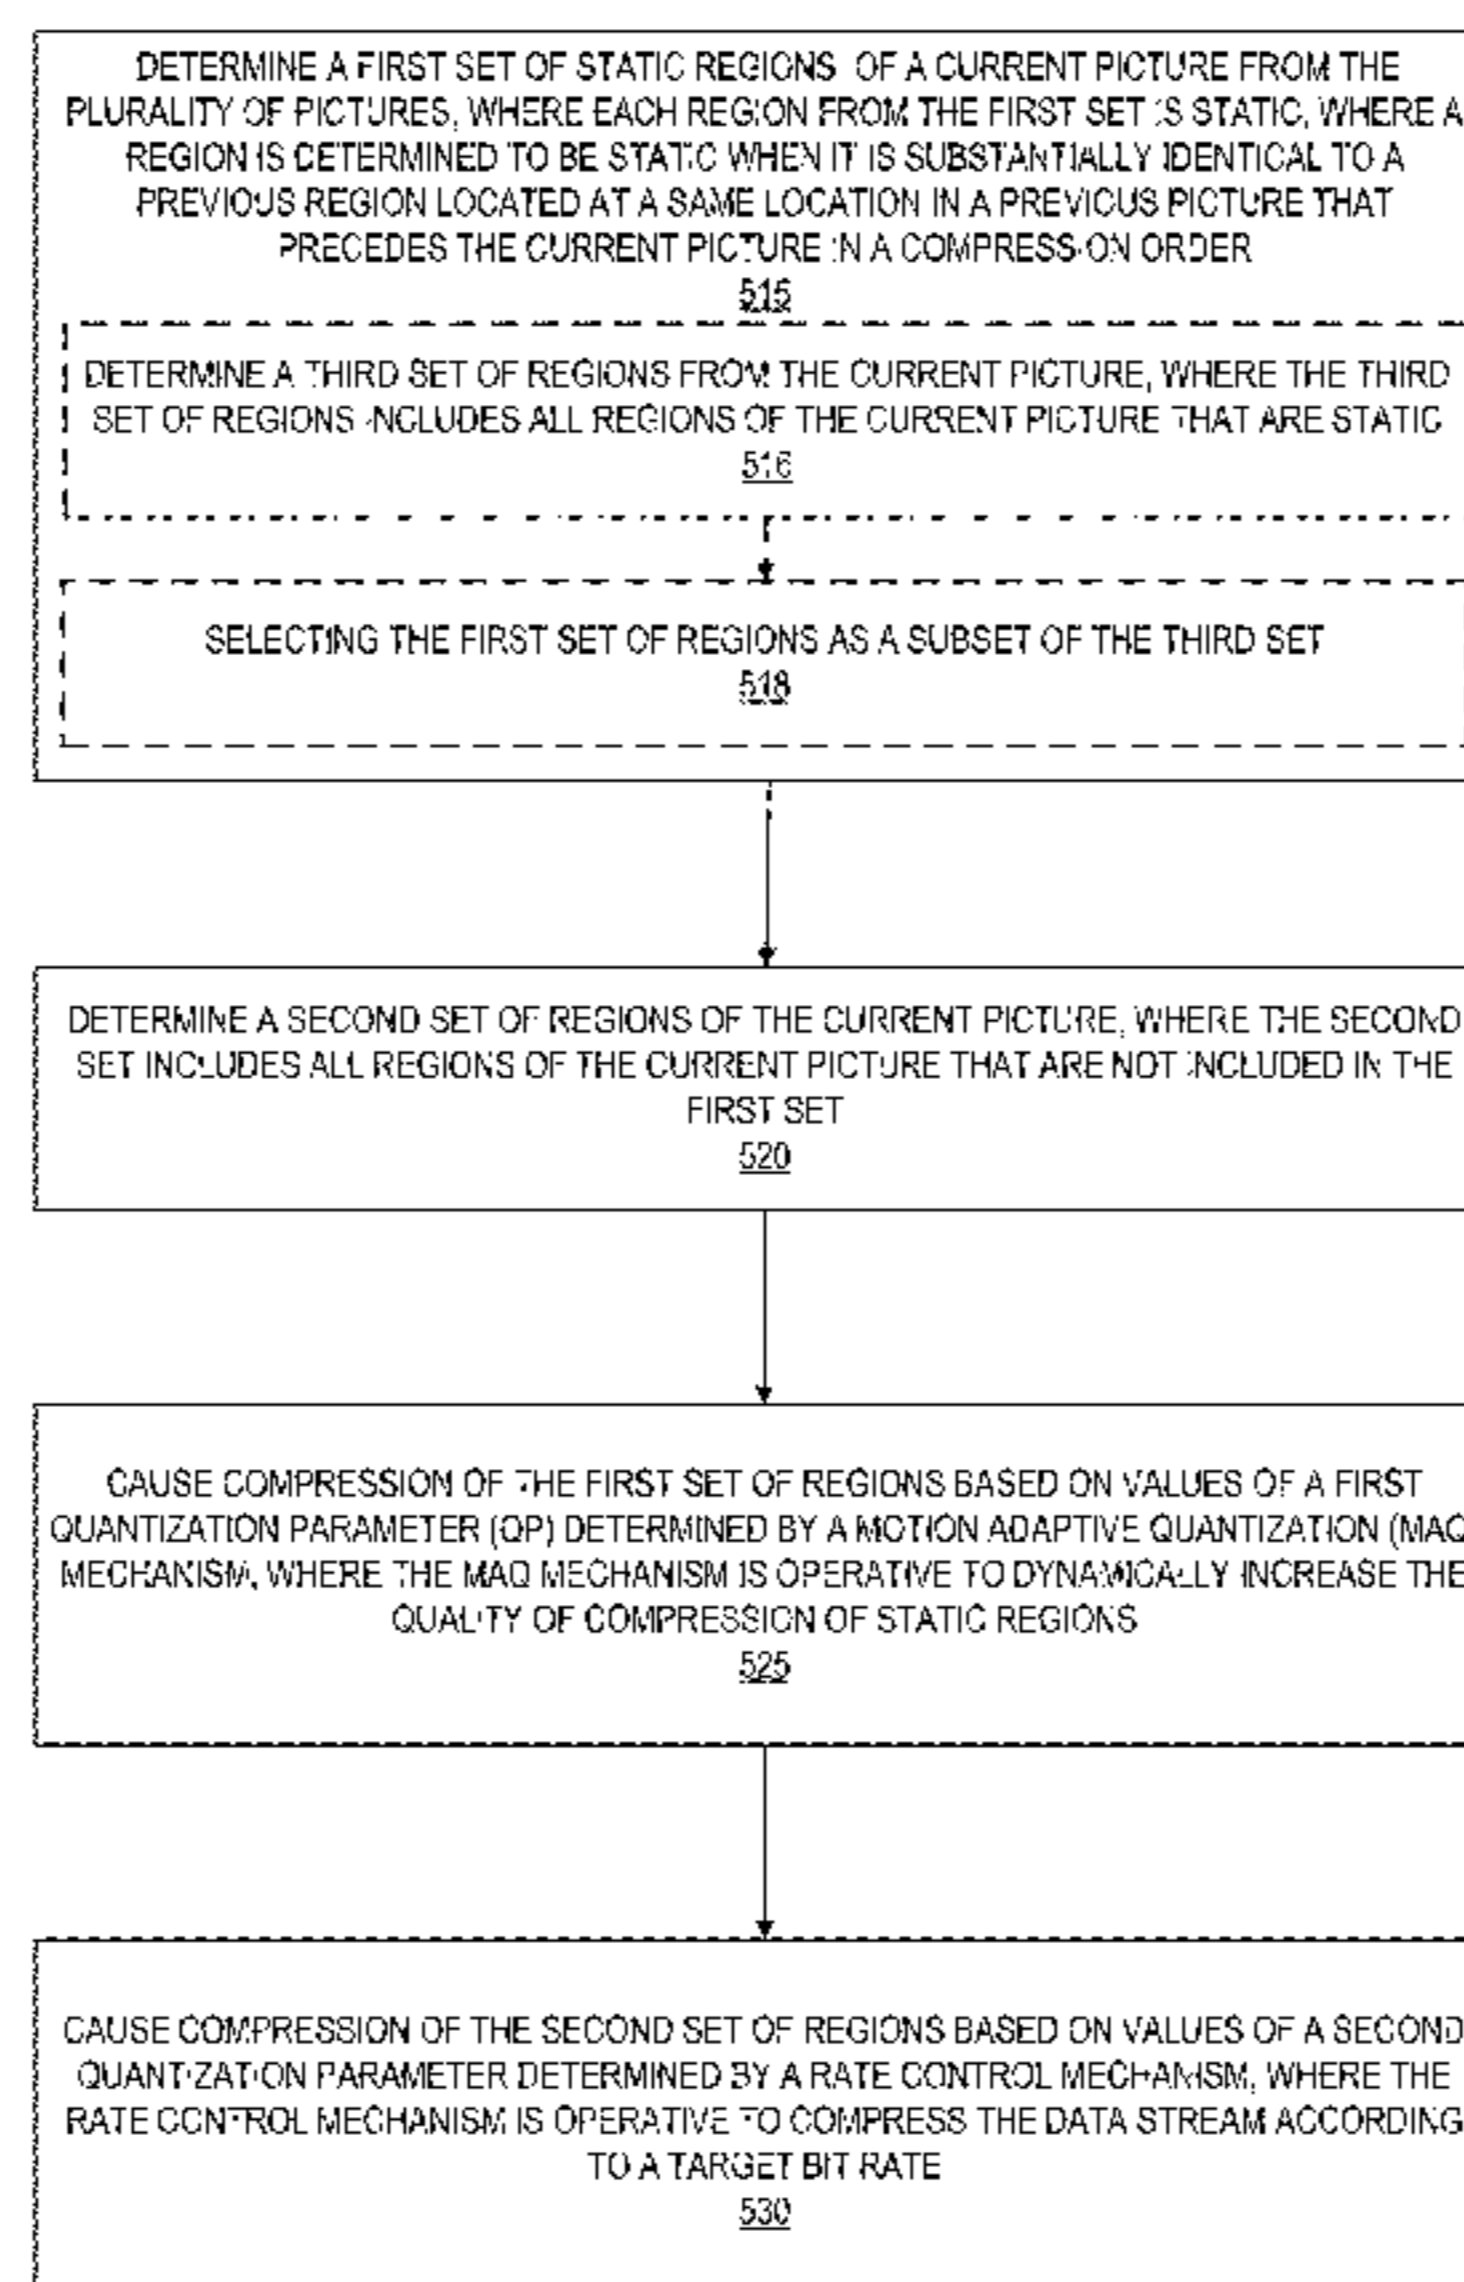 DETERMINE A FIRST SET OF STATIC REGIONS OF A CURRENT PICTURE FROM THE
PLURALITY OF PICTURES, WHERE EACH REGION FROM THE FIRST SET IS STATIC, WHERE A
REGION IS DETERMINED TO BE STATIC WHEN IT IS SUBSTANTIALLY IDENTICAL TO A
PREVIOUS REGION LOCATED AT A SAME LOCATION IN A PREVIOUS PICTURE THAT
PRECEDES THE CURRENT PICTURE IN A COMPRESSION ORDER
515
DETERMINE A THIRD SET OF REGIONS FROM THE CURRENT PICTURE, WHERE THE THIRD
SET OF REGIONS INCLUDES ALL REGIONS OF THE CURRENT PICTURE THAT ARE STATIC
516
SELECTING THE FIRST SET OF REGIONS AS A SUBSET OF THE THIRD SET
518
DETERMINE A SECOND SET OF REGIONS OF THE CURRENT PICTURE, WHERE THE SECOND
SET INCLUDES ALL REGIONS OF THE CURRENT PICTURE THAT ARE NOT INCLUDED IN THE
FIRST SET
520
CAUSE COMPRESSION OF THE FIRST SET OF REGIONS BASED ON VALUES OF A FIRST
QUANTIZATION PARAMETER (QP) DETERMINED BY A MOTION ADAPTIVE QUANTIZATION (MAQ
MECHANISM, WHERE THE MAQ MECHANISM IS OPERATIVE TO DYNAMICALLY INCREASE THE
QUALITY OF COMPRESSION OF STATIC REGIONS
525
CAUSE COMPRESSION OF THE SECOND SET OF REGIONS BASED ON VALUES OF A SECOND
QUANTIZATION PARAMETER DETERMINED BY A RATE CONTROL MECHANISM, WHERE THE
RATE CONTROL MECHANISM IS OPERATIVE TO COMPRESS THE DATA STREAM ACCORDING
TO A TARGET BIT RATE
530